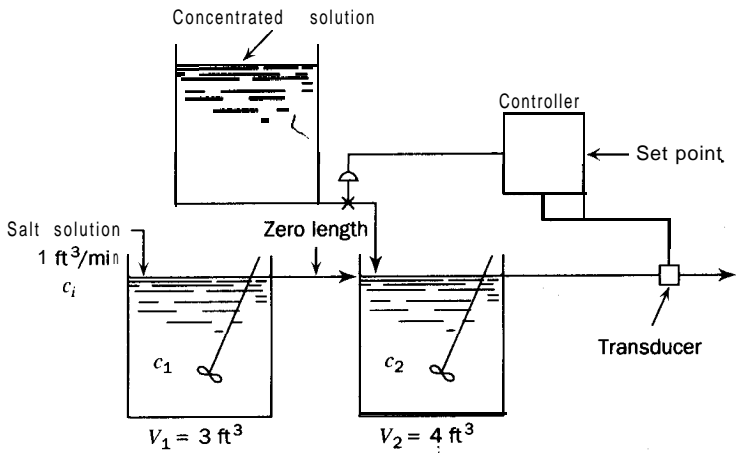 Concentrated solution
Controller
Set point
Salt solution
1 ft³/min
cᵢ
Zero length
Transducer
c₁
c₂
V₁ = 3 ft³
V₂ = 4 ft³